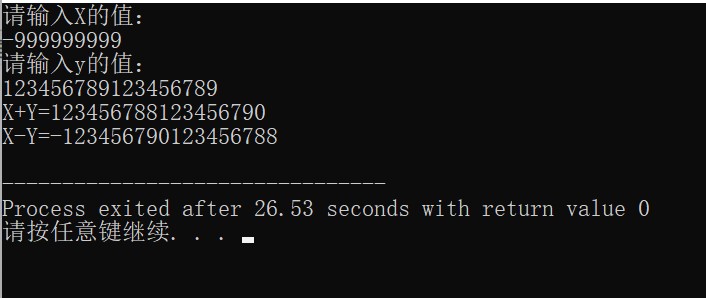 请输入X的值：
-999999999
请输入y的值：
123456789123456789
X+Y=123456788123456790
X-Y=-123456790123456788
--------------------------------
Process exited after 26.53 seconds with return value 0
请按任意键继续. . .